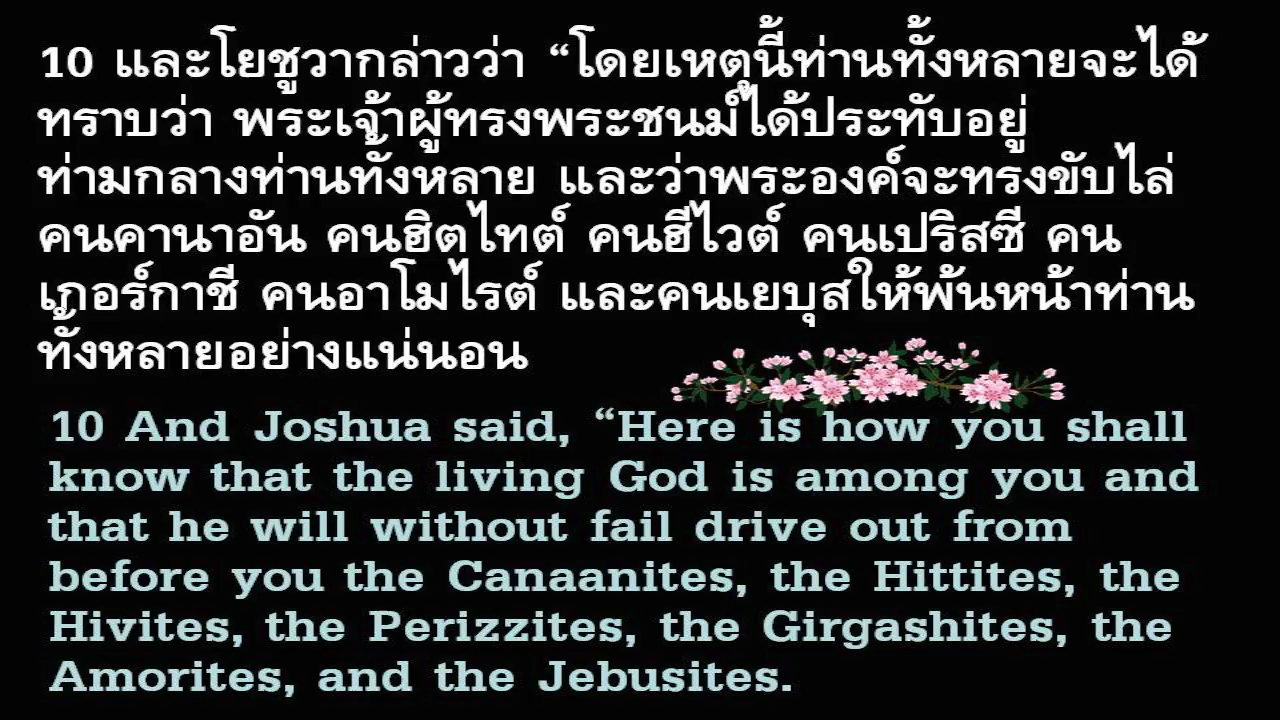 10 และโยชูวากล่าวว่า “โดยเหตุนี้ท่านทั้งหลายจะได้
ทราบว่า พระเจ้าผู้ทรงพระชนม์ได้ประทับอยู่
ท่ามกลางท่านทั้งหลาย และว่าพระองค์จะทรงขับไล่
คนคานาอัน คนฮิตไทต์ คนฮีไวต์ คนเปริสซี คน
เกอร์กาชี คนอาโมไรต์ และคนเยบุสให้พ้นหน้าท่าน
ทั้งหลายอย่างแน่นอน
10 And Joshua said, “Here is how you shall
know that the living God is among you and
that he will without fail drive out from
before you the Canaanites, the Hittites, the
Hivites, the Perizzites, the Girgashites, the
Amorites, and the Jebusites.